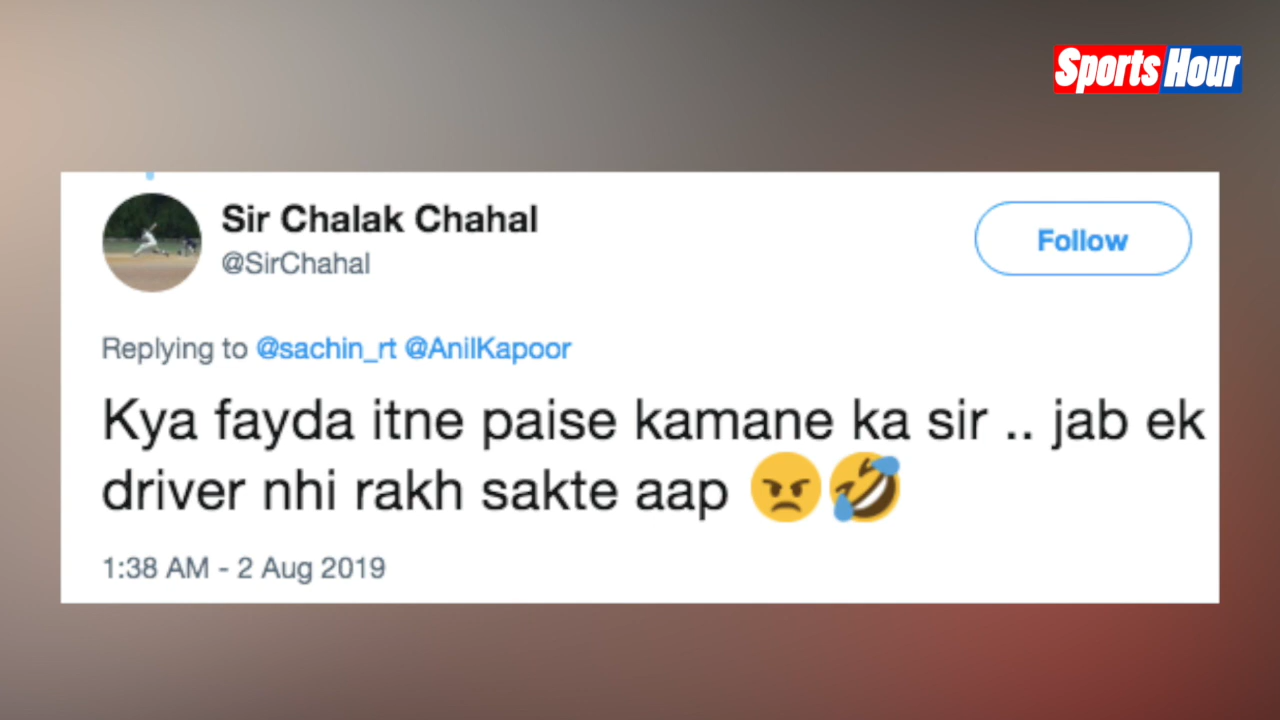 Sports Hour
Sir Chalak Chahal
@SirChahal
Follow
Replying to @sachin_rt @AnilKapoor
Kya fayda itne paise kamane ka sir .. jab ek
driver nhi rakh sakte aap 😠🤣
1:38 AM - 2 Aug 2019